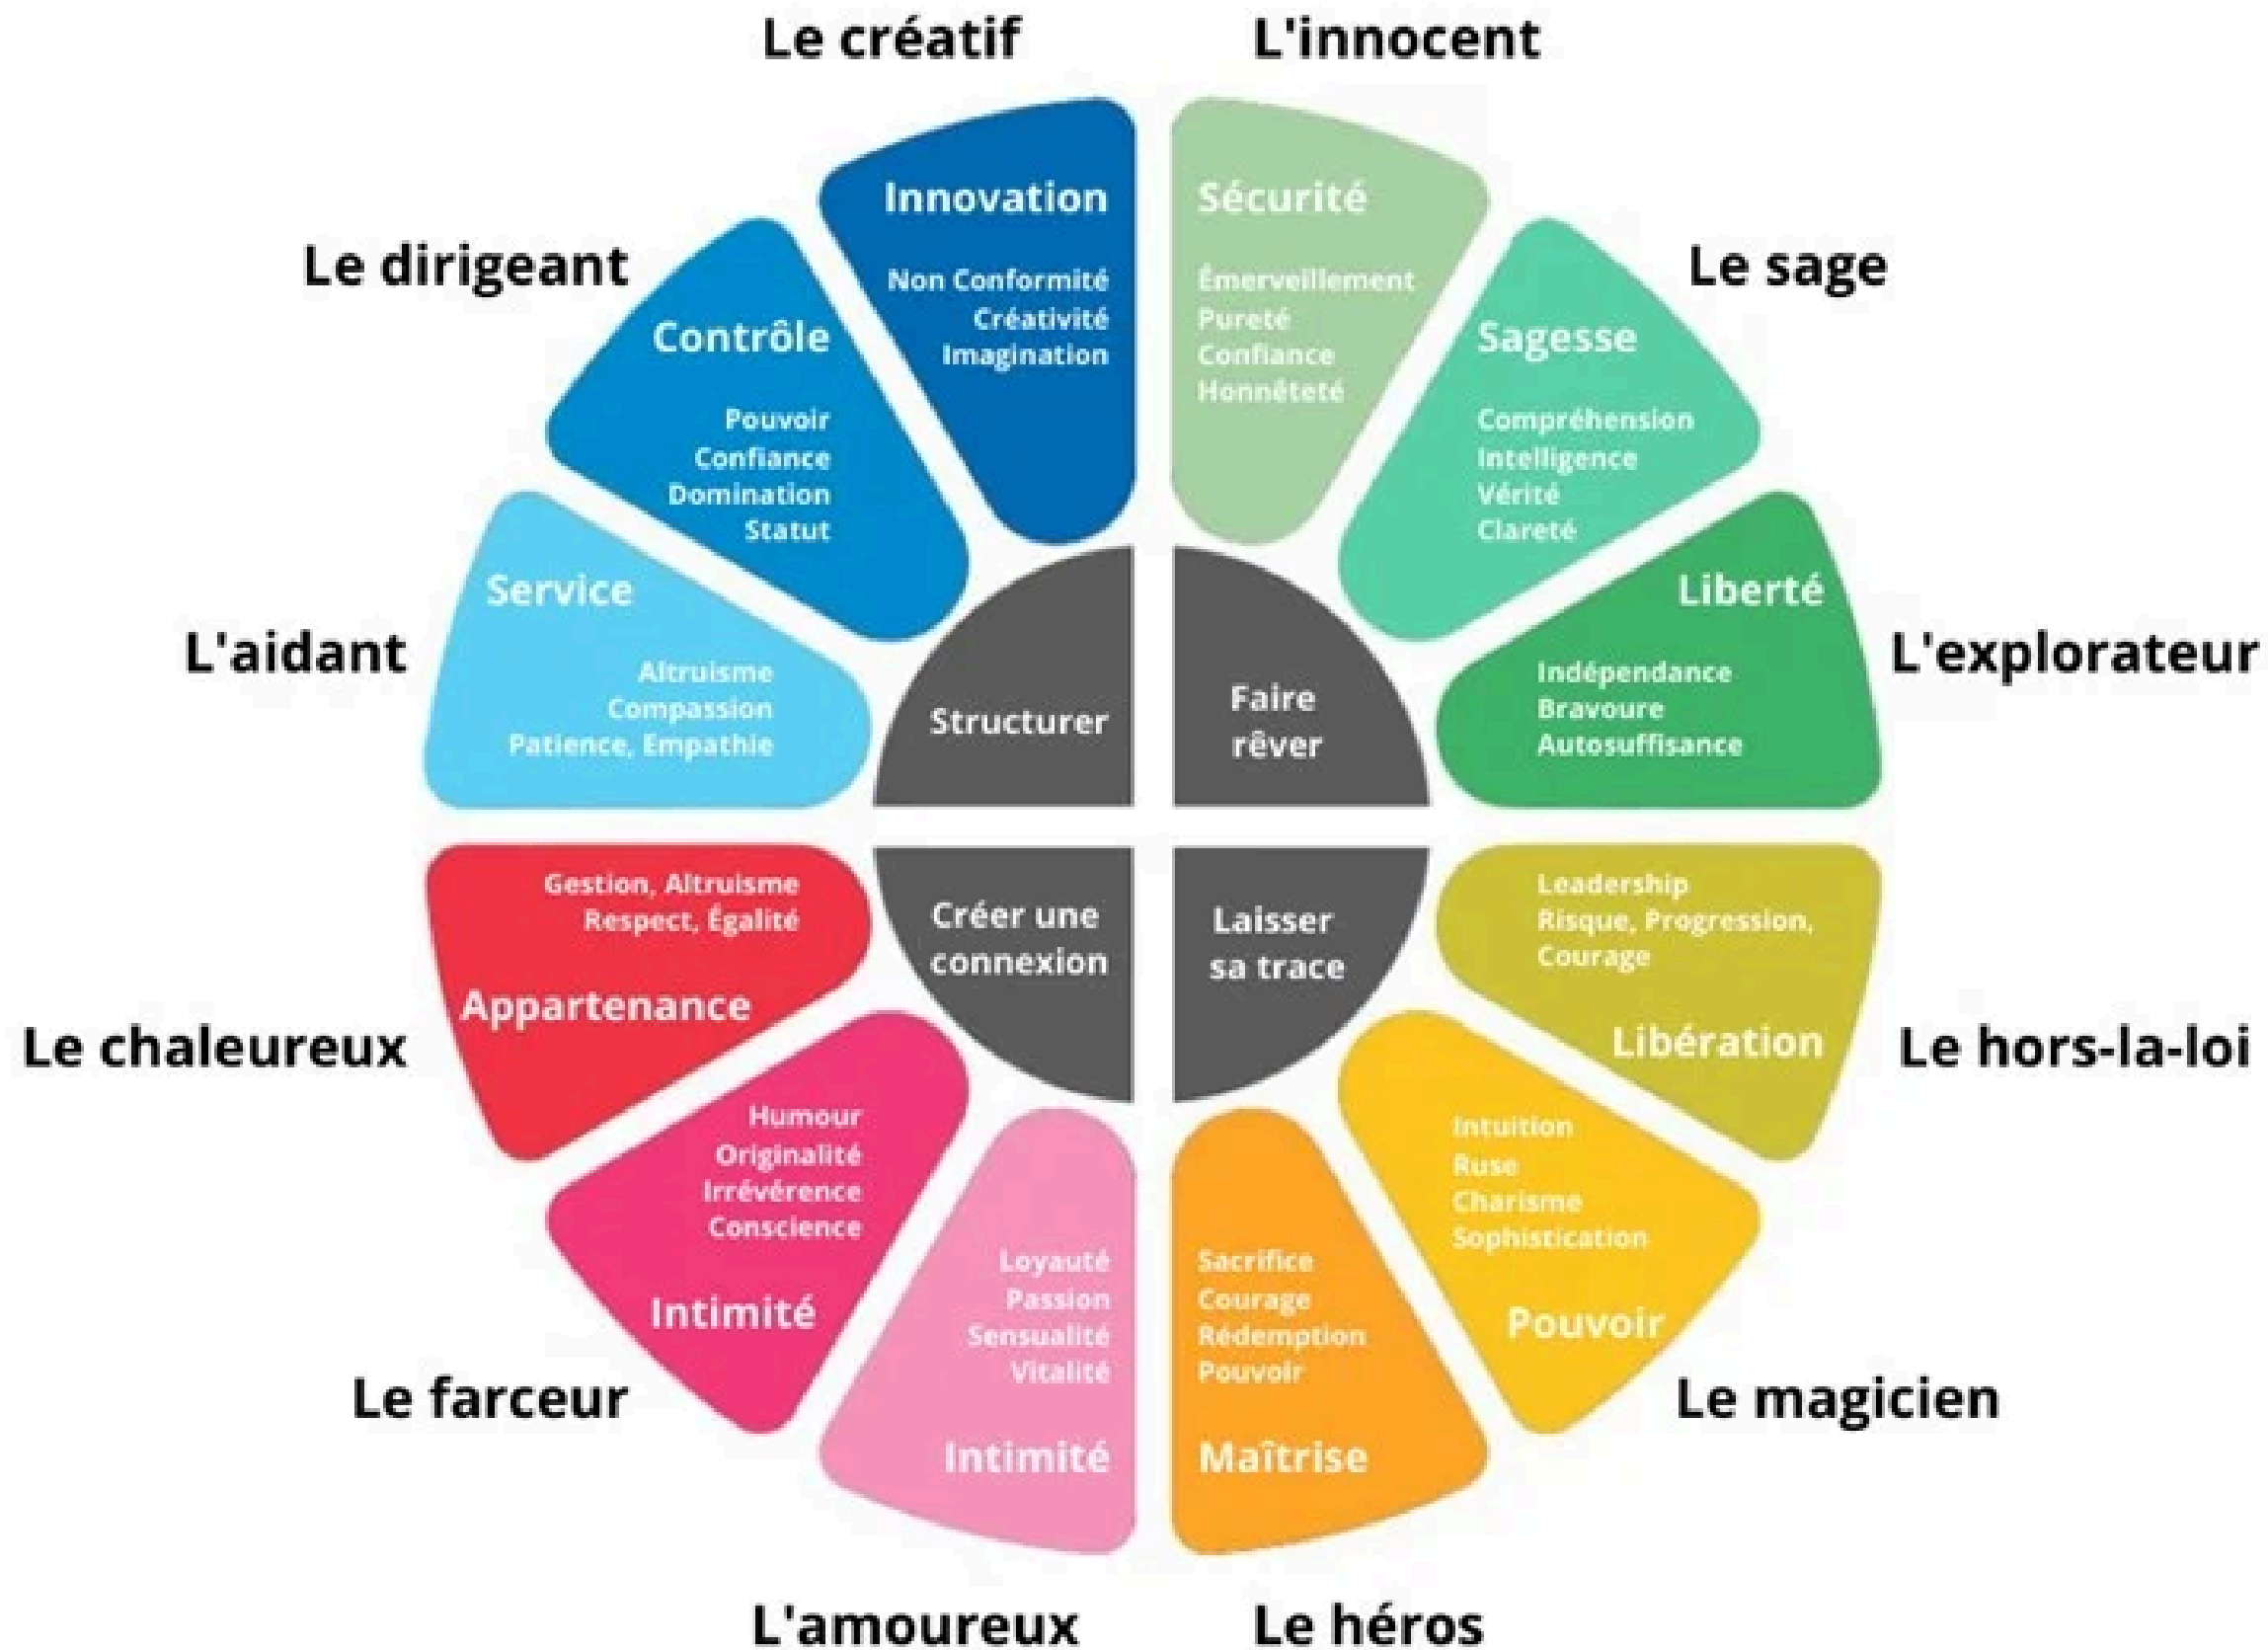 Le créatif
L'innocent
Innovation
Non Conformité
Créativité
Imagination
Sécurité
Émerveillement
Pureté
Confiance
Honnêteté
Le dirigeant
Contrôle
Pouvoir
Confiance
Domination
Statut
Le sage
Sagesse
Compréhension
Intelligence
Vérité
Clareté
L'aidant
Service
Altruisme
Compassion
Patience, Empathie
Structurer
Faire
rêver
Liberté
Indépendance
Bravoure
Autosuffisance
L'explorateur
Le chaleureux
Gestion, Altruisme
Respect, Égalité
Appartenance
Créer une
connexion
Laisser
sa trace
Leadership
Risque, Progression,
Courage
Libération
Le hors-la-loi
Le farceur
Humour
Originalité
Irrévérence
Conscience
Intimité
Loyauté
Passion
Sensualité
Vitalité
Intimité
Sacrifice
Courage
Rédemption
Pouvoir
Maîtrise
Intuition
Ruse
Charisme
Sophistication
Pouvoir
Le magicien
L'amoureux
Le héros